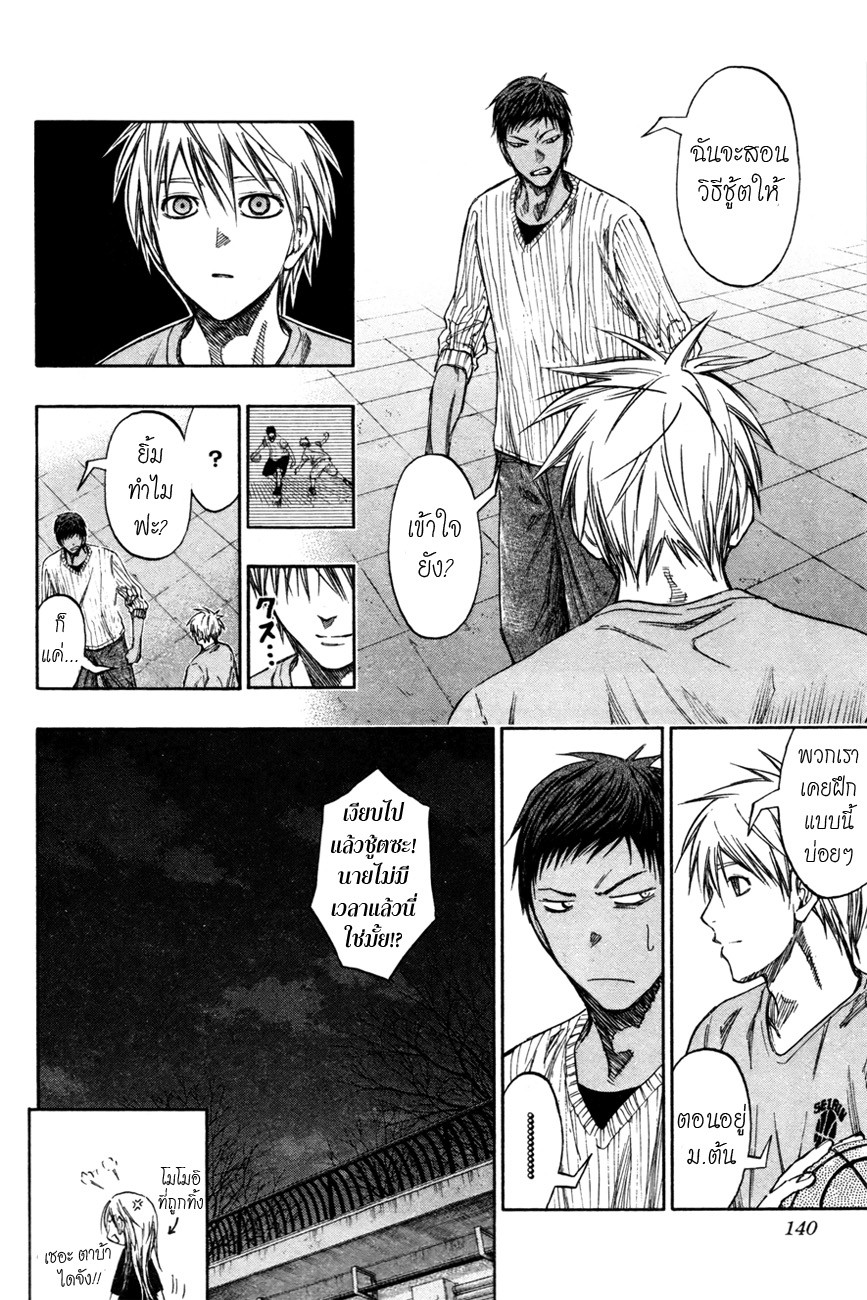 ฉันจะสอน
วิธีชู้ตให้
เข้าใจ
ยัง?
クス…
?
ยิ้ม
ทำไม
ฟะ?
ก็
แค่...
พวกเรา
เคยฝึก
แบบนี้
บ่อยๆ
ตอนอยู่
ม.ต้น
SEIRIN
เงียบไป
แล้วชู้ตซะ!
นายไม่มี
เวลาแล้วนี่
ใช่มั้ย!?
โมโมอิ
ที่ถูกทิ้ง
เชอะ ตาบ้า
ไดจัง!!
140